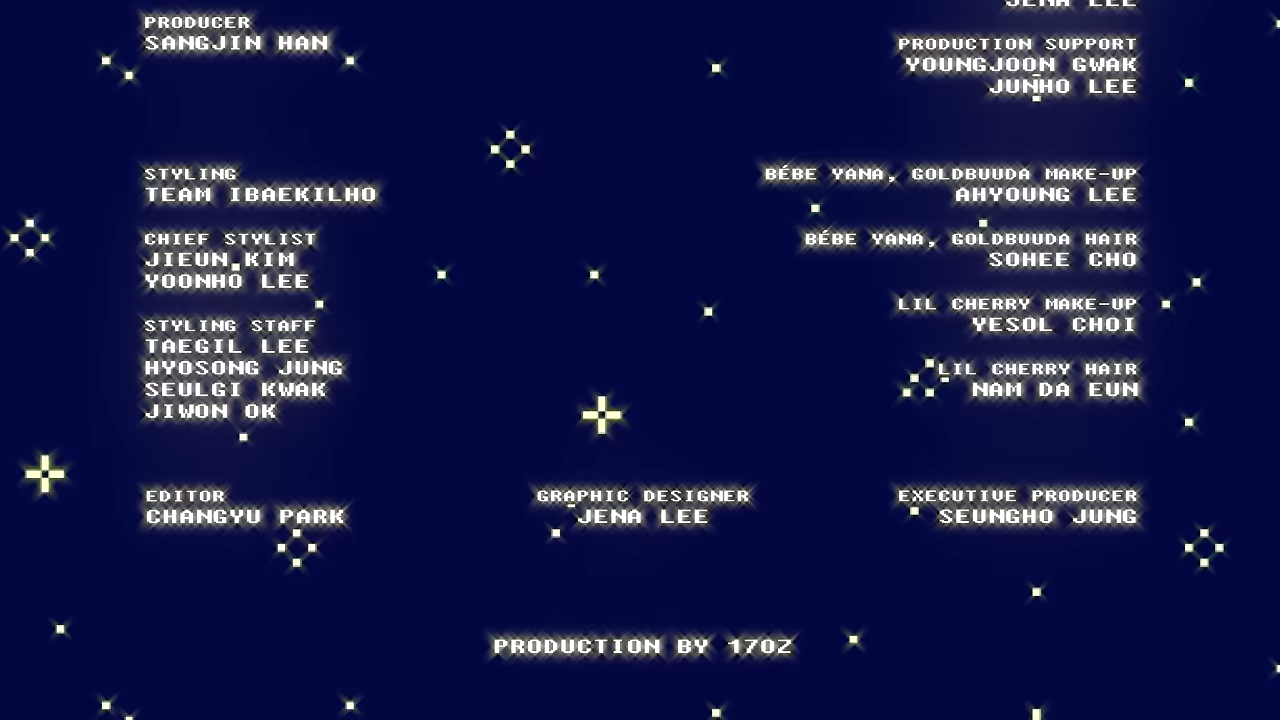 PRODUCER
SANGJIN HAN
JENA LEE
PRODUCTION SUPPORT
YOUNGJOON GWAK
JUNHO LEE
STYLING
TEAM IBAEKILHO
CHIEF STYLIST
JIEUN KIM
YOONHO LEE
STYLING STAFF
TAEGIL LEE
HYOSONG JUNG
SEULGI KWAK
JIWON OK
BÉBE YANA, GOLDBUUDA MAKE-UP
AHYOUNG LEE
BÉBE YANA, GOLDBUUDA HAIR
SOHEE CHO
LIL CHERRY MAKE-UP
YESOL CHOI
LIL CHERRY HAIR
NAM DA EUN
EDITOR
CHANGYU PARK
GRAPHIC DESIGNER
JENA LEE
EXECUTIVE PRODUCER
SEUNGHO JUNG
PRODUCTION BY 17OZ